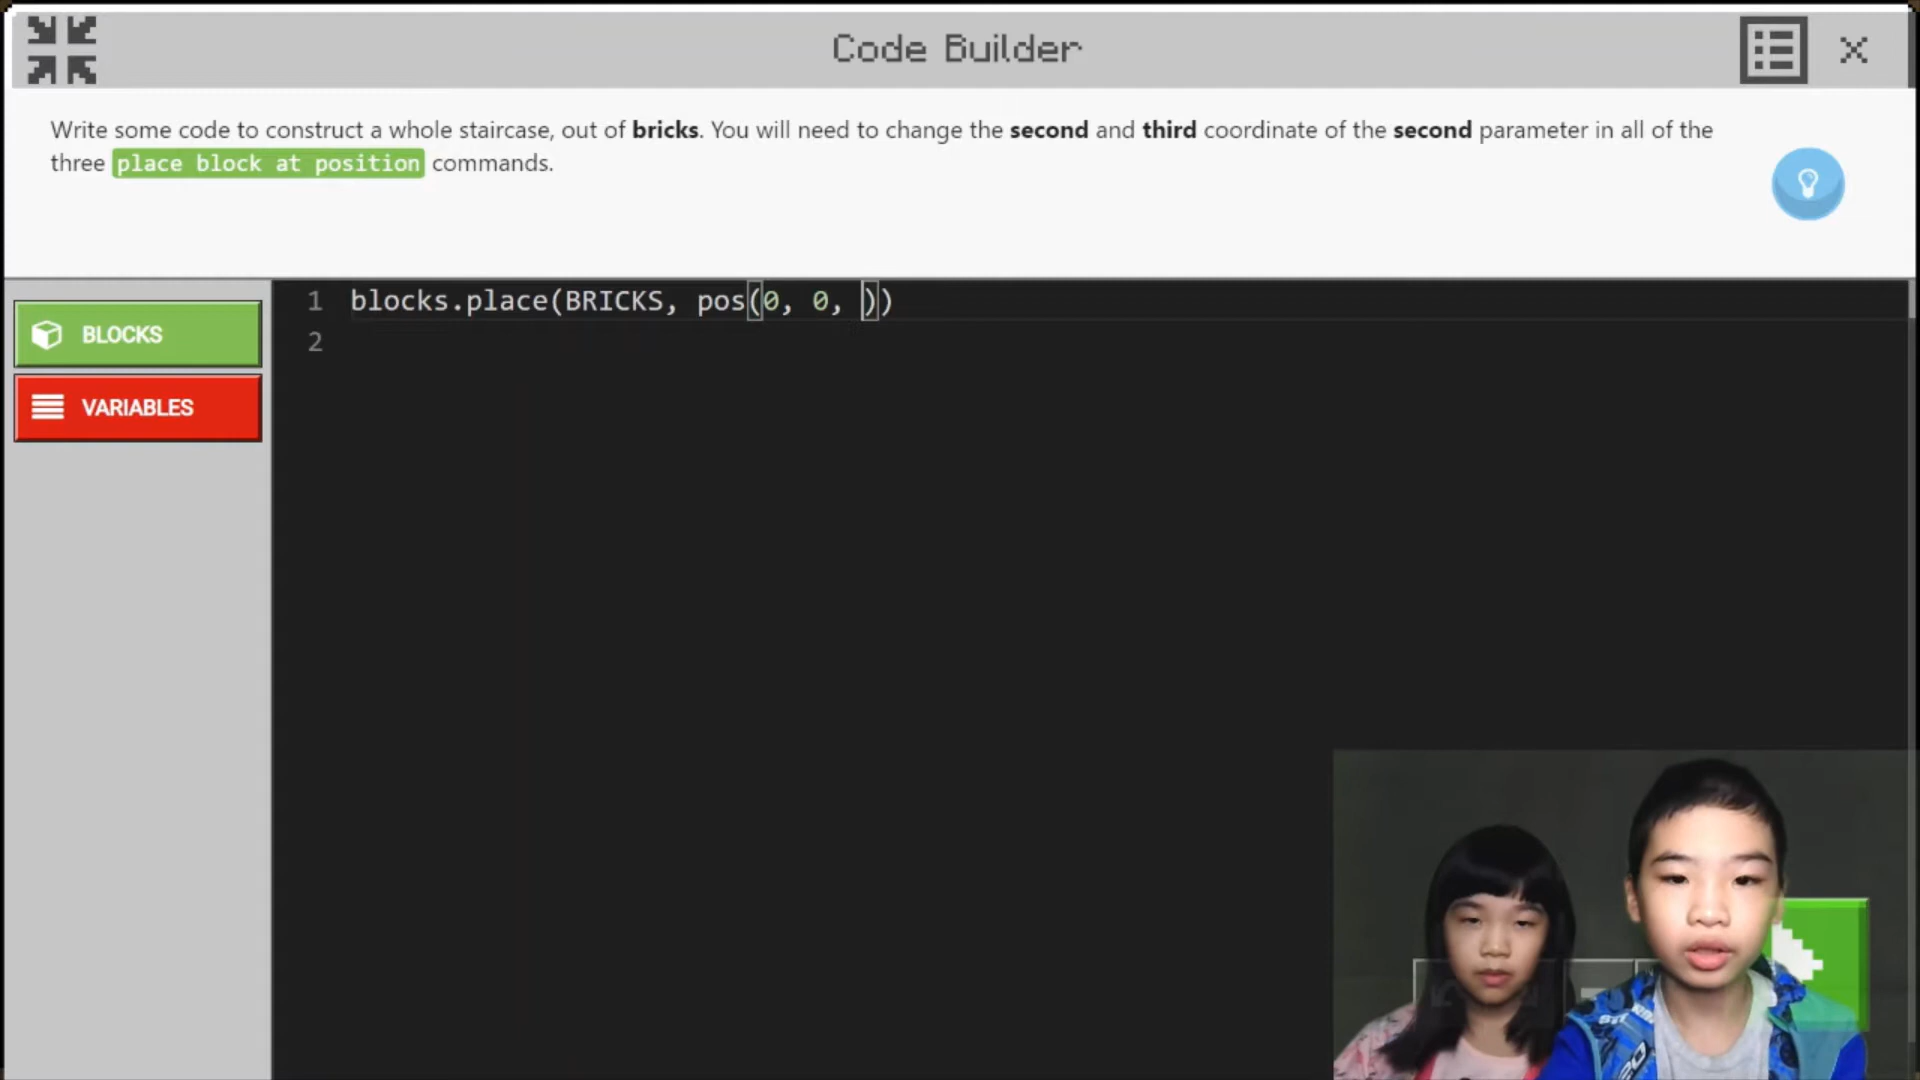 Code Builder
Write some code to construct a whole staircase, out of bricks. You will need to change the second and third coordinate of the second parameter in all of the
three place block at position commands.
BLOCKS
VARIABLES
1 blocks.place(BRICKS, pos(0, 0, ))
2